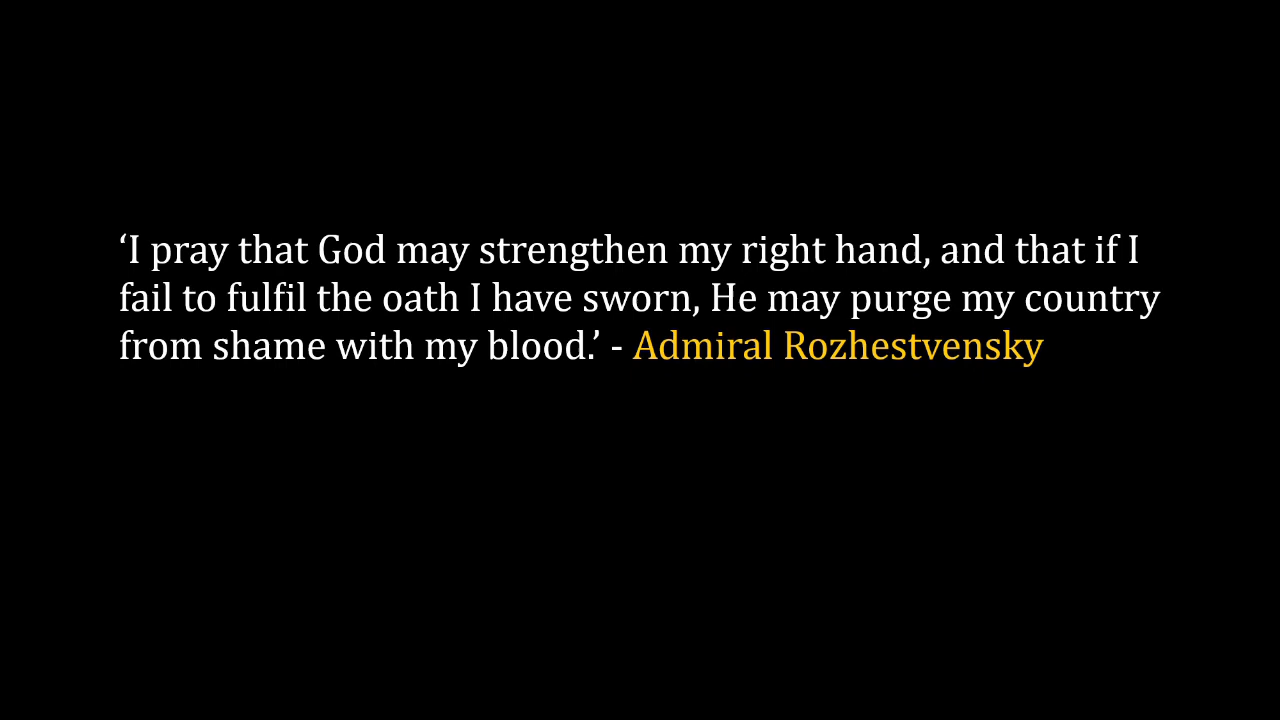 ‘I pray that God may strengthen my right hand, and that if I
fail to fulfil the oath I have sworn, He may purge my country
from shame with my blood.’ - Admiral Rozhestvensky